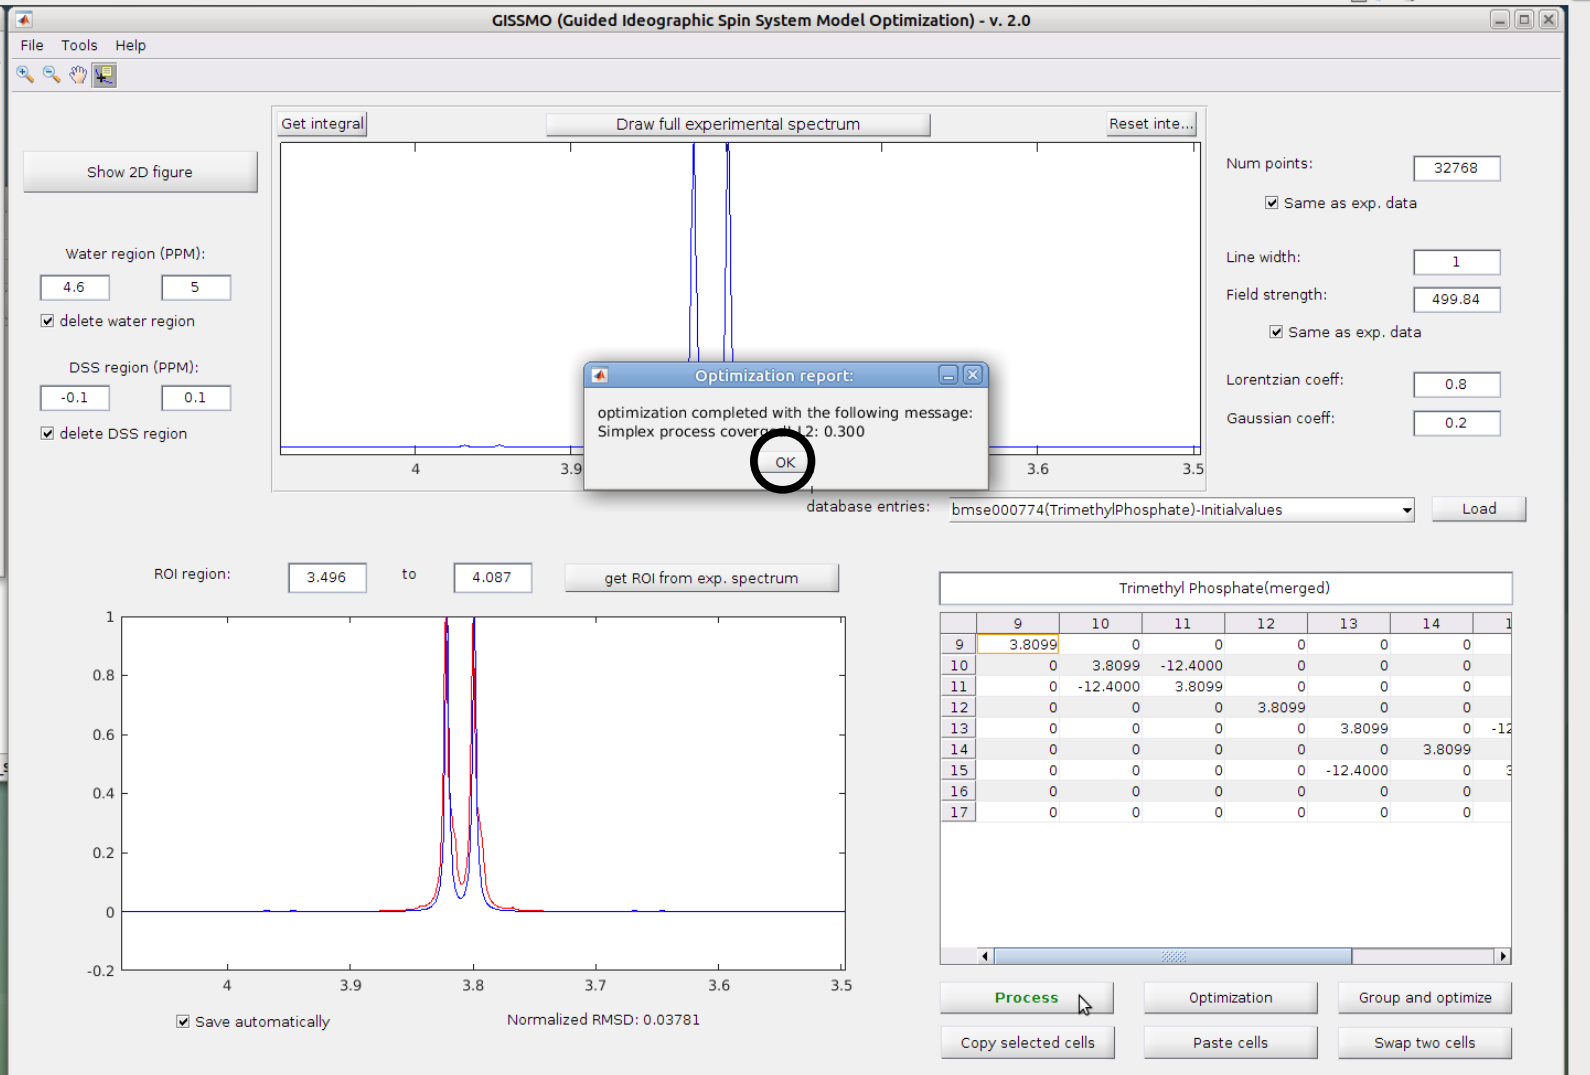 GISSMO (Guided Ideographic Spin System Model Optimization) - v. 2.0
File Tools Help
Get integral Draw full experimental spectrum Reset inte...
Show 2D figure
Num points: 32768
Same as exp. data
Water region (PPM):
4.6 5
delete water region
Line width: 1
Field strength: 499.84
Same as exp. data
DSS region (PPM):
-0.1 0.1
delete DSS region
Lorentzian coeff: 0.8
Gaussian coeff: 0.2
4 3.9 3.6 3.5
Optimization report:
optimization completed with the following message:
Simplex process coverged! L2: 0.300
OK
database entries: bmse000774(TrimethylPhosphate)-Initialvalues Load
ROI region: 3.496 to 4.087 get ROI from exp. spectrum
1
0.8
0.6
0.4
0.2
0
-0.2
4 3.9 3.8 3.7 3.6 3.5
Save automatically Normalized RMSD: 0.03781
Trimethyl Phosphate(merged)
9 10 11 12 13 14 1
9 3.8099 0 0 0 0 0
10 0 3.8099 -12.4000 0 0 0
11 0 -12.4000 3.8099 0 0 0
12 0 0 0 3.8099 0 0
13 0 0 0 0 3.8099 0 -12
14 0 0 0 0 0 3.8099
15 0 0 0 0 -12.4000 0 3
16 0 0 0 0 0 0
17 0 0 0 0 0 0
Process Optimization Group and optimize
Copy selected cells Paste cells Swap two cells